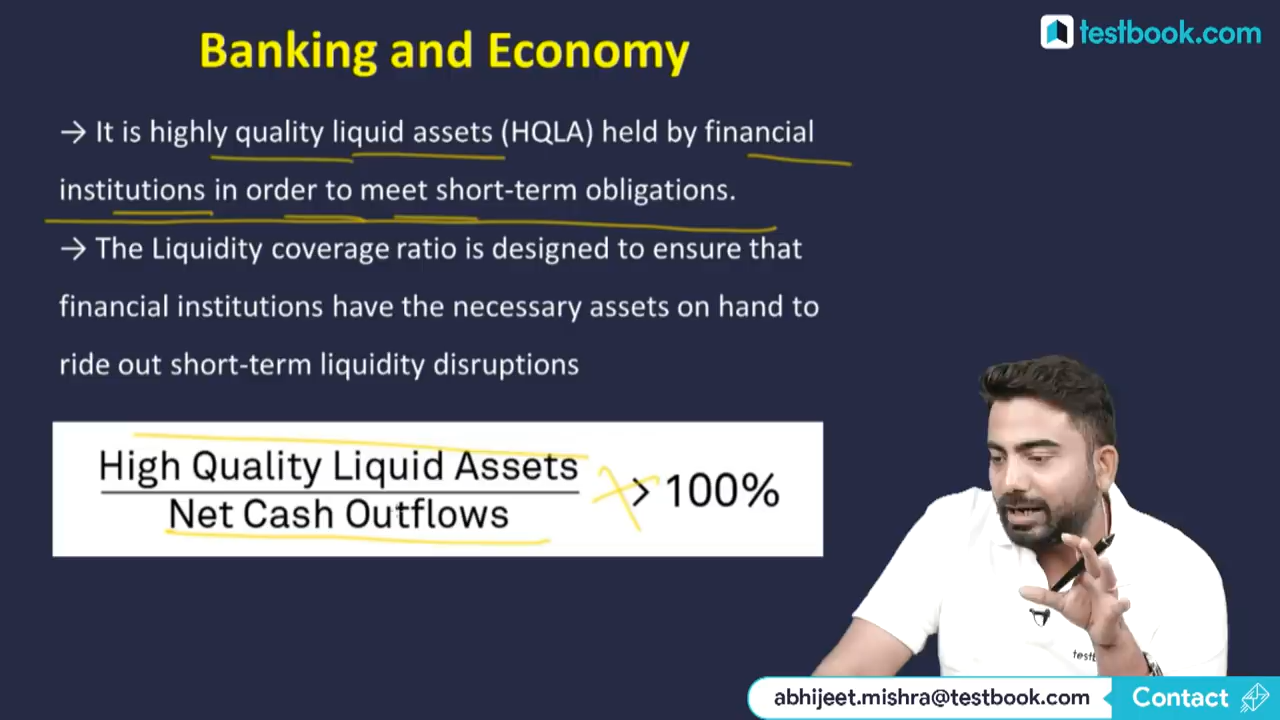 Banking and Economy
testbook.com
→ It is highly quality liquid assets (HQLA) held by financial
institutions in order to meet short-term obligations.
→ The Liquidity coverage ratio is designed to ensure that
financial institutions have the necessary assets on hand to
ride out short-term liquidity disruptions
High Quality Liquid Assets
Net Cash Outflows
> 100%
abhijeet.mishra@testbook.com
Contact